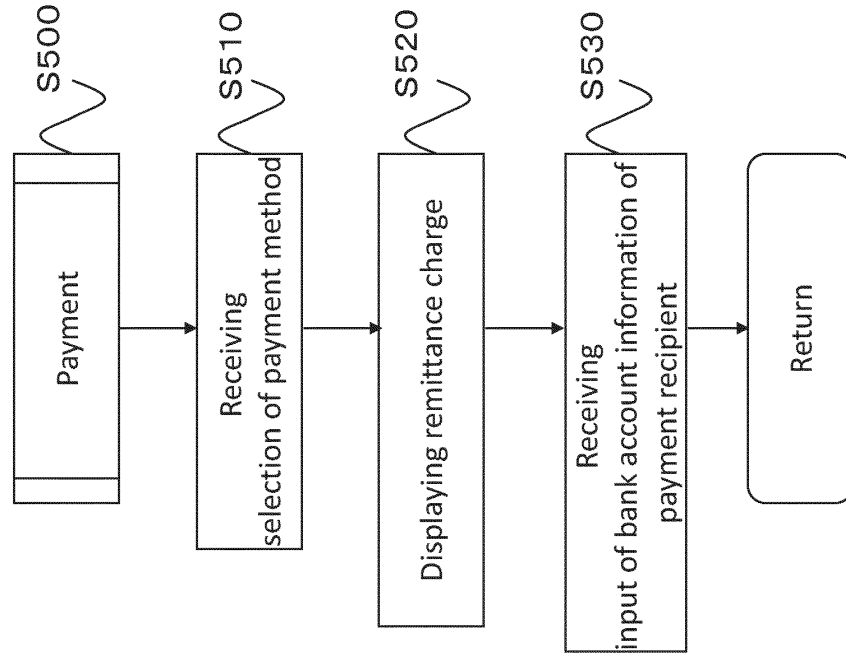 Payment
S500
Receiving
selection of payment method
S510
Displaying remittance charge
S520
Receiving
input of bank account information of
payment recipient
S530
Return